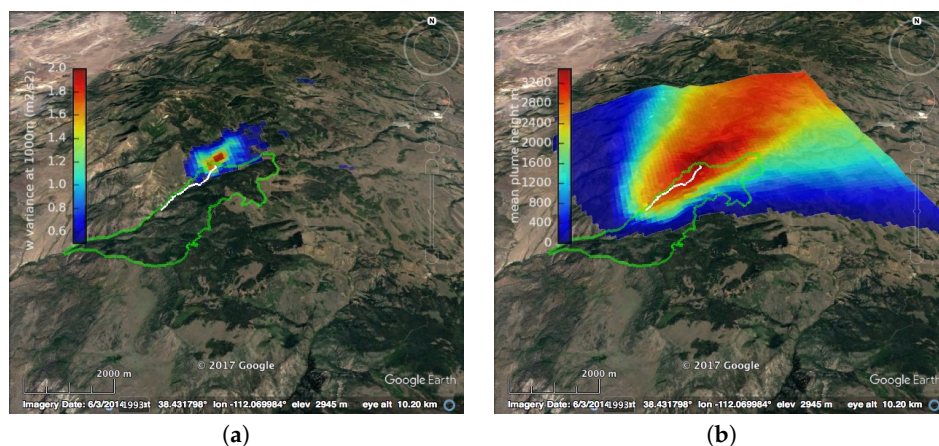 N
N
w variance at 1000m (m2/s2)
2.0
1.8
1.6
1.4
1.2
1.0
0.8
0.6
mean plume height m
3200
2800
2400
2000
1600
1200
800
400
0
© 2017 Google
2000 m
Google Earth
Imagery Date: 6/3/2014 1993 lat 38.431798° lon -112.069984° elev 2945 m eye alt 10.20 km
© 2017 Google
2000 m
Google Earth
Imagery Date: 6/3/2014 1993 lat 38.431798° lon -112.069984° elev 2945 m eye alt 10.20 km
(a)
(b)